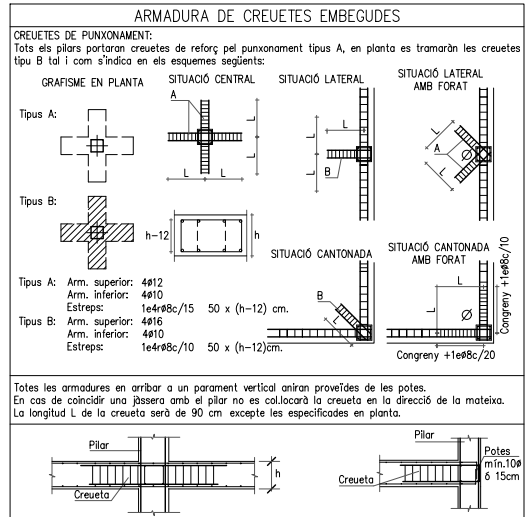 ARMADURA DE CREUETES EMBEGUDES
CREUETES DE PUNXONAMENT:
Tots els pilars portaran creuetes de reforç pel punxonament tipus A, en planta es tramaràn les creuetes
tipu B tal i com s'indica en els esquemes següents:
GRAFISME EN PLANTA
SITUACIÓ CENTRAL
SITUACIÓ LATERAL
SITUACIÓ LATERAL
AMB FORAT
Tipus A:
A
L
L
L
L
L
L
L
B
L
A
L
Ø
Tipus B:
h-12
h
SITUACIÓ CANTONADA
SITUACIÓ CANTONADA
AMB FORAT
B
L
L
L
Ø
Congreny +1eø8c/10
Congreny +1eø8c/20
Tipus A: Arm. superior: 4ø12
Arm. inferior: 4ø10
Estreps: 1e4rø8c/15 50 x (h-12) cm.
Tipus B: Arm. superior: 4ø16
Arm. inferior: 4ø10
Estreps: 1e4rø8c/10 50 x (h-12)cm.
Totes les armadures en arribar a un parament vertical aniran proveïdes de les potes.
En cas de coincidir una jàssera amb el pilar no es col.locarà la creueta en la direcció de la mateixa.
La longitud L de la creueta serà de 90 cm excepte les especificades en planta.
Pilar
Creueta
h
Pilar
Creueta
Potes
mín.10ø
ó 15cm